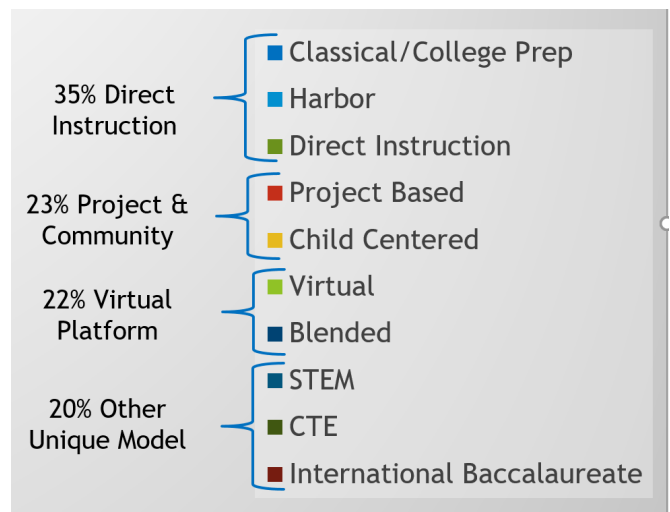 35% Direct
Instruction
Classical/College Prep
Harbor
Direct Instruction
23% Project &
Community
Project Based
Child Centered
22% Virtual
Platform
Virtual
Blended
20% Other
Unique Model
STEM
CTE
International Baccalaureate